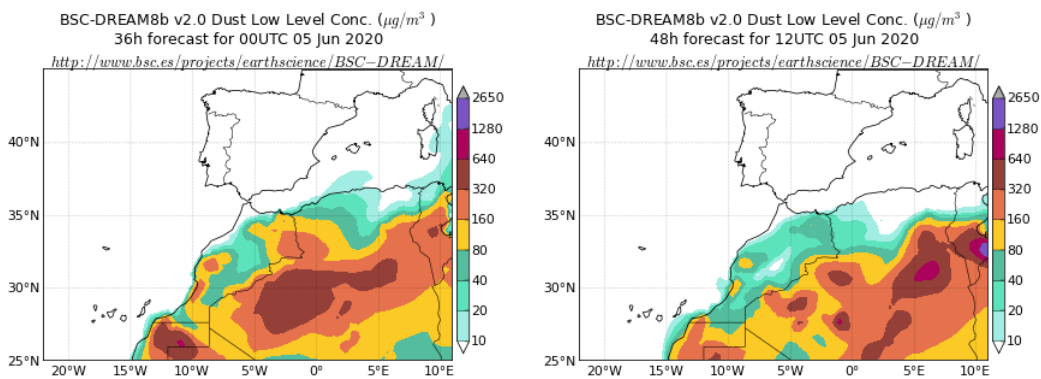 BSC-DREAM8b v2.0 Dust Low Level Conc. (μg/m³ )
36h forecast for 00UTC 05 Jun 2020
http://www.bsc.es/projects/earthscience/BSC−DREAM/
40°N
35°N
30°N
25°N
20°W
15°W
10°W
5°W
0°
5°E
10°E
2650
1280
640
320
160
80
40
20
10
BSC-DREAM8b v2.0 Dust Low Level Conc. (μg/m³ )
48h forecast for 12UTC 05 Jun 2020
http://www.bsc.es/projects/earthscience/BSC−DREAM/
40°N
35°N
30°N
25°N
20°W
15°W
10°W
5°W
0°
5°E
10°E
2650
1280
640
320
160
80
40
20
10